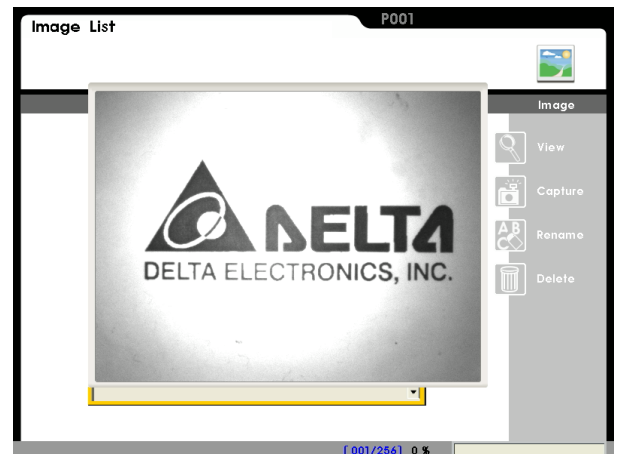 P001
Image List
Image
View
Capture
Rename
Delete
DELTA
DELTA ELECTRONICS, INC.
[001/256] 0 %